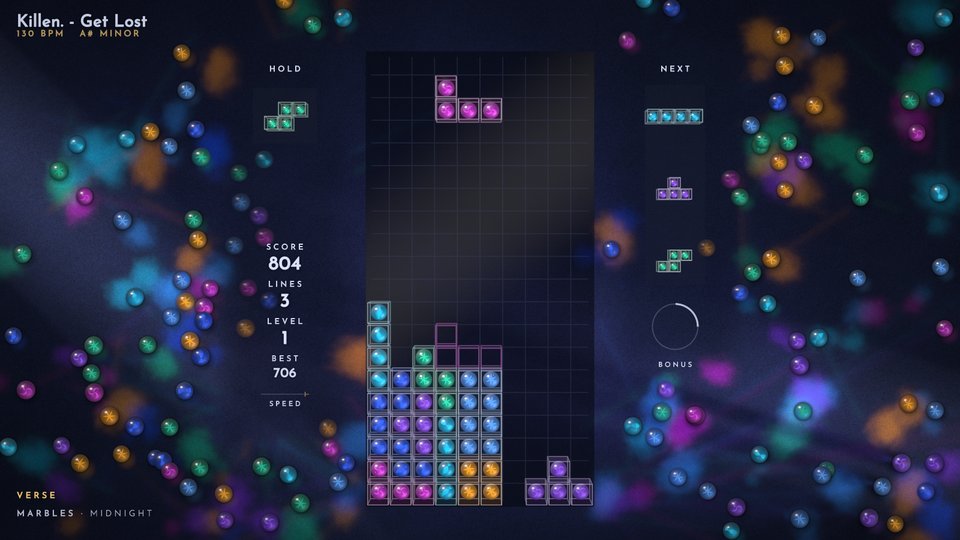 Killen. - Get Lost
130 BPM A# MINOR
HOLD
NEXT
SCORE
804
LINES
3
LEVEL
1
BEST
706
SPEED
BONUS
VERSE
MARBLES · MIDNIGHT